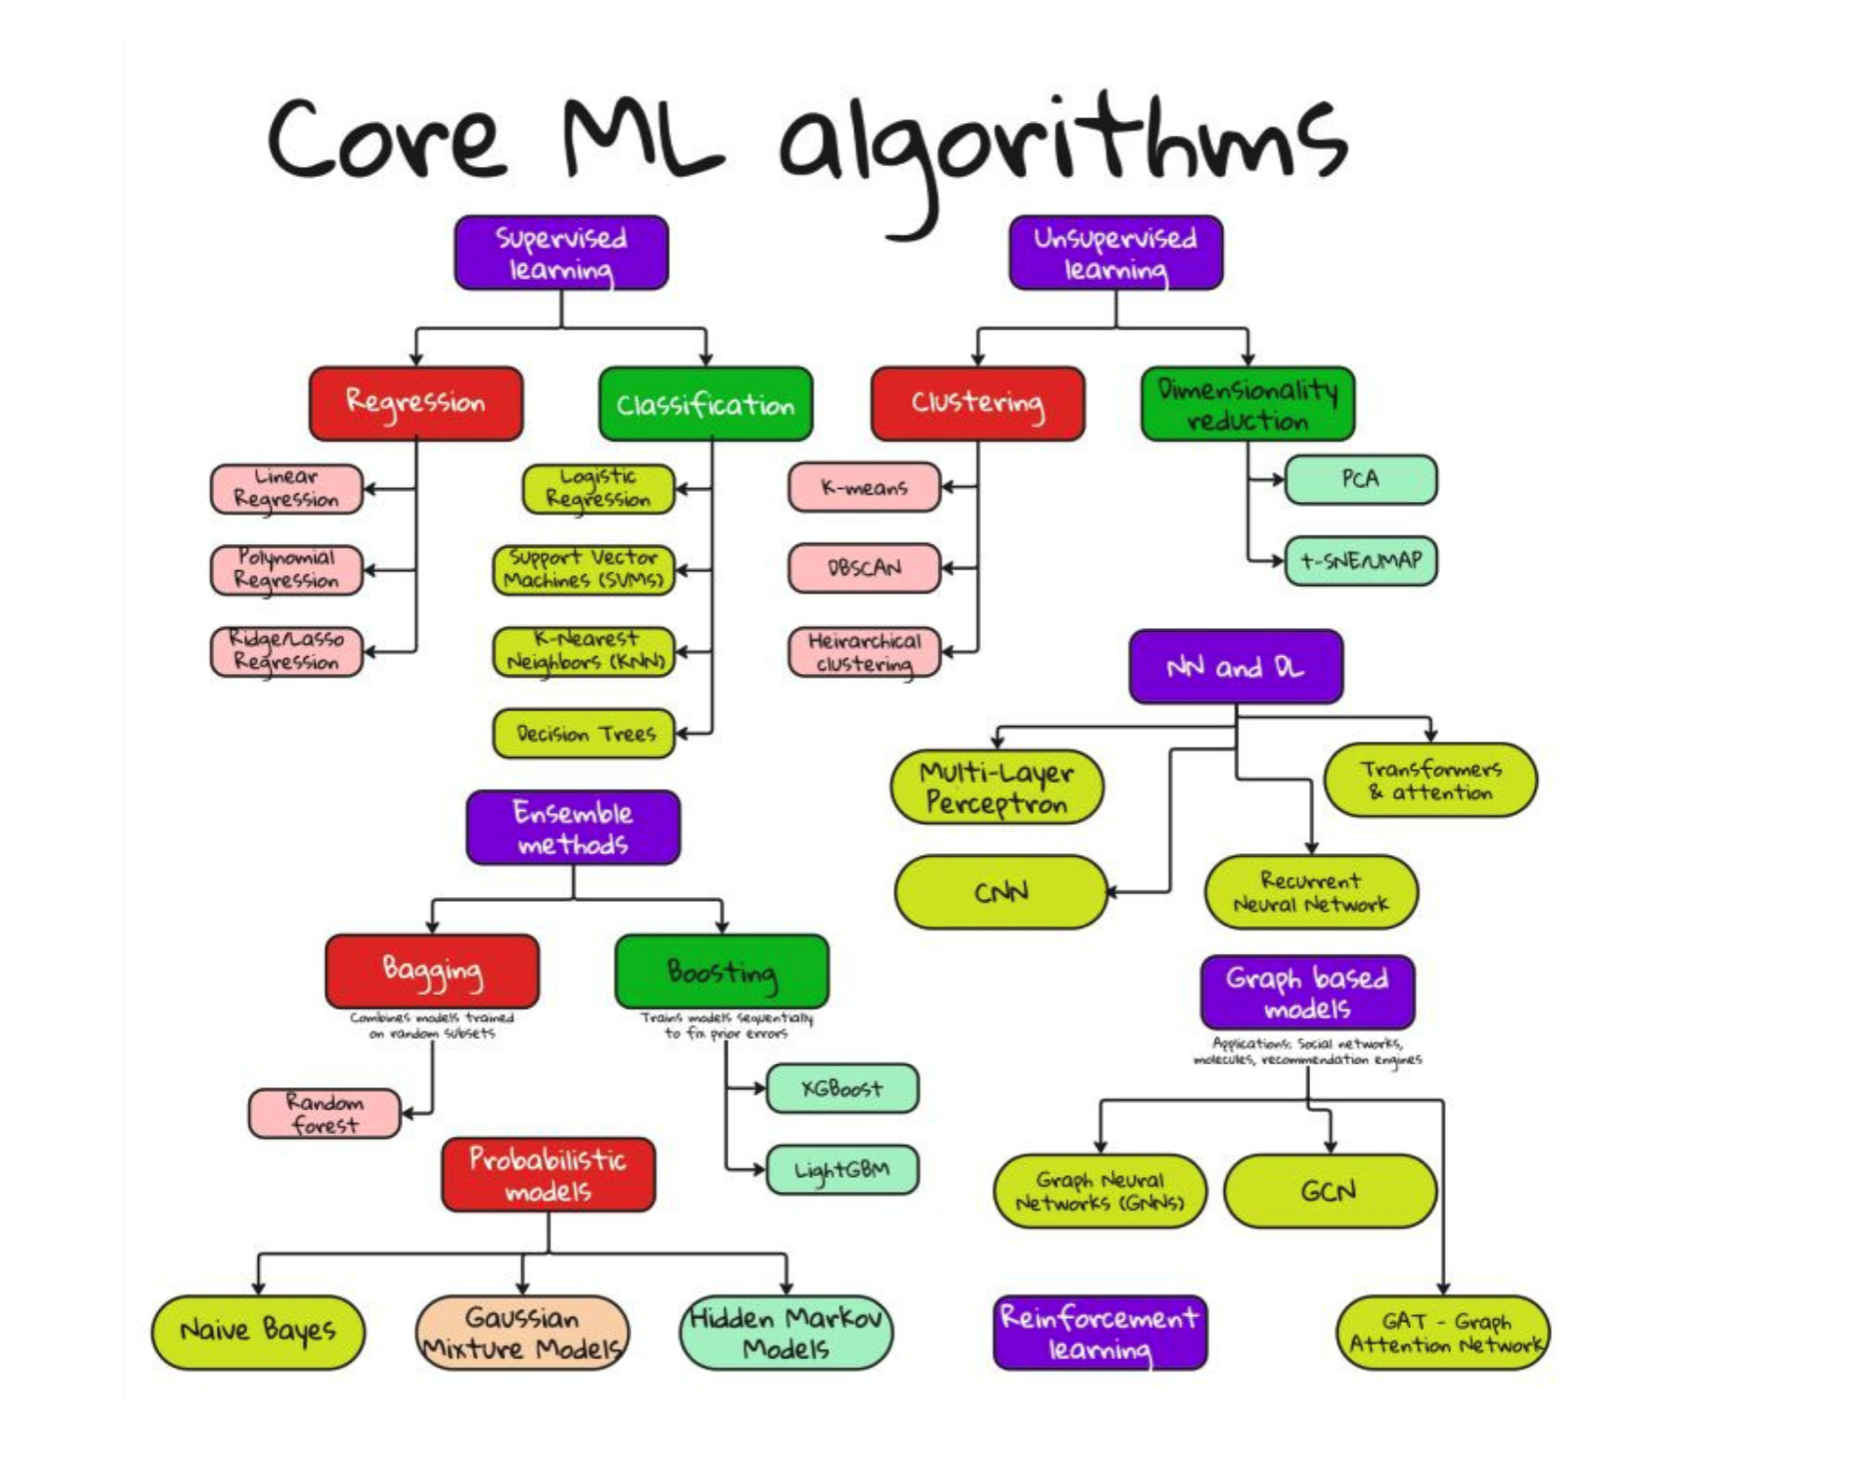 Core ML algorithms
Supervised
learning
Unsupervised
learning
Regression
Classification
Clustering
Dimensionality
reduction
Linear
Regression
Polynomial
Regression
Ridge/Lasso
Regression
Logistic
Regression
Support Vector
Machines (SVMs)
K-Nearest
Neighbors (KNN)
Decision Trees
K-means
DBSCAN
Heirarchical
clustering
PCA
t-SNE/UMAP
NN and DL
Multi-Layer
Perceptron
Transformers
& attention
CNN
Recurrent
Neural Network
Ensemble
methods
Bagging
Combines models trained
on random subsets
Boosting
Trains models sequentially
to fix prior errors
Random
forest
XGBoost
LightGBM
Graph based
models
Applications: Social networks,
molecules, recommendation engines
Graph Neural
Networks (GNNs)
GCN
GAT - Graph
Attention Network
Probabilistic
models
Naive Bayes
Gaussian
Mixture Models
Hidden Markov
Models
Reinforcement
learning